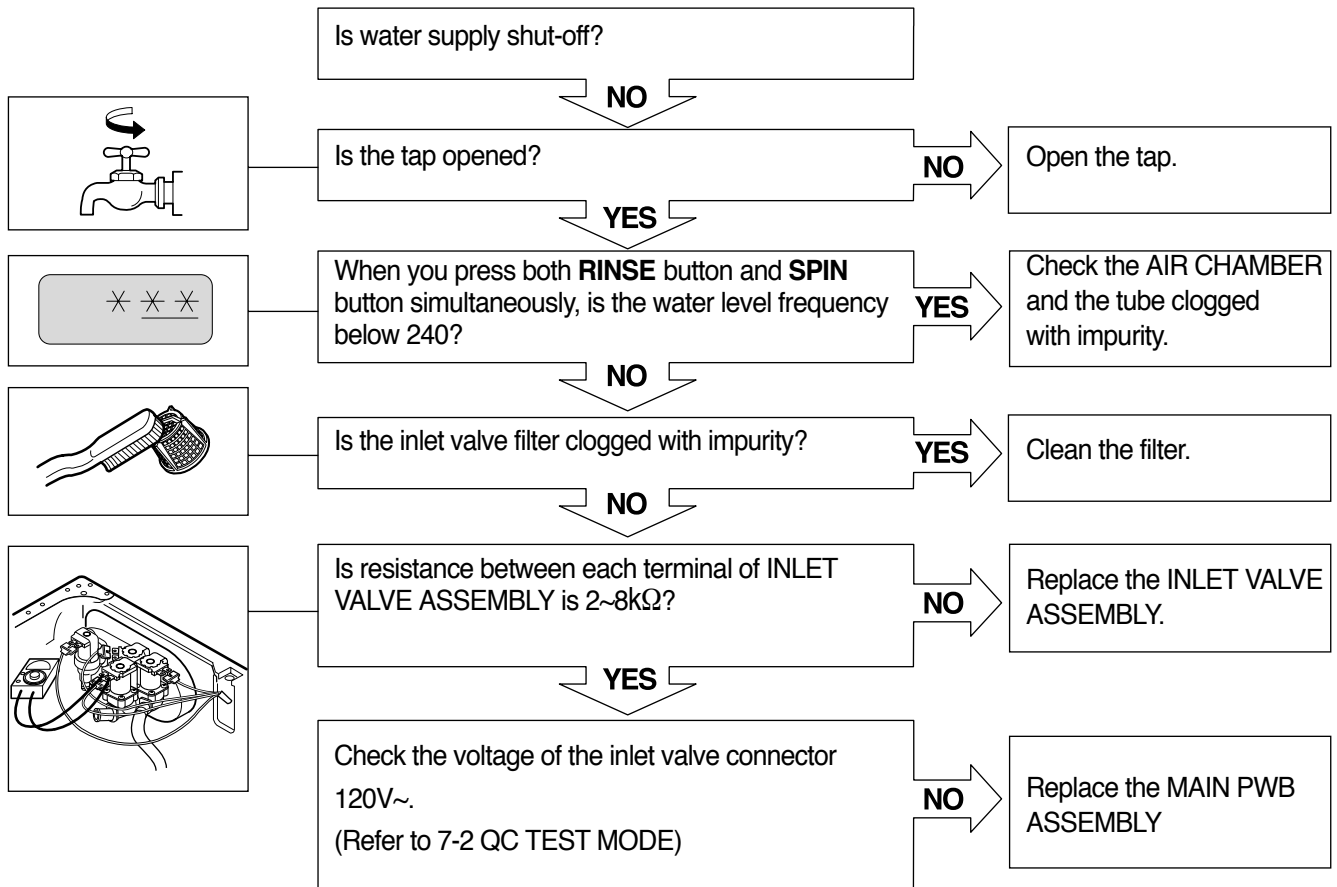 Is water supply shut-off?
NO
Is the tap opened?
NO
Open the tap.
YES
When you press both RINSE button and SPIN
button simultaneously, is the water level frequency
below 240?
YES
Check the AIR CHAMBER
and the tube clogged
with impurity.
NO
Is the inlet valve filter clogged with impurity?
YES
Clean the filter.
NO
Is resistance between each terminal of INLET
VALVE ASSEMBLY is 2~8kΩ?
NO
Replace the INLET VALVE
ASSEMBLY.
YES
Check the voltage of the inlet valve connector
120V~.
(Refer to 7-2 QC TEST MODE)
NO
Replace the MAIN PWB
ASSEMBLY